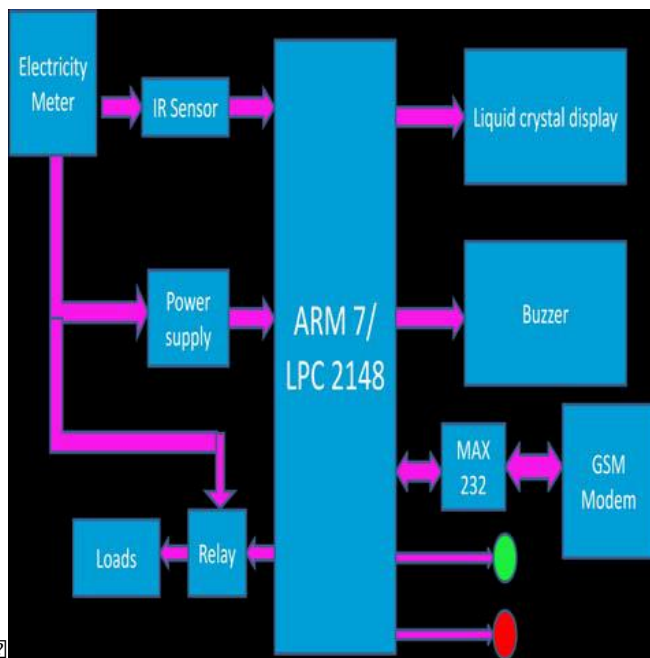 Electricity
Meter
IR Sensor
Liquid crystal display
Power
supply
ARM 7/
LPC 2148
Buzzer
MAX
232
GSM
Modem
Loads
Relay